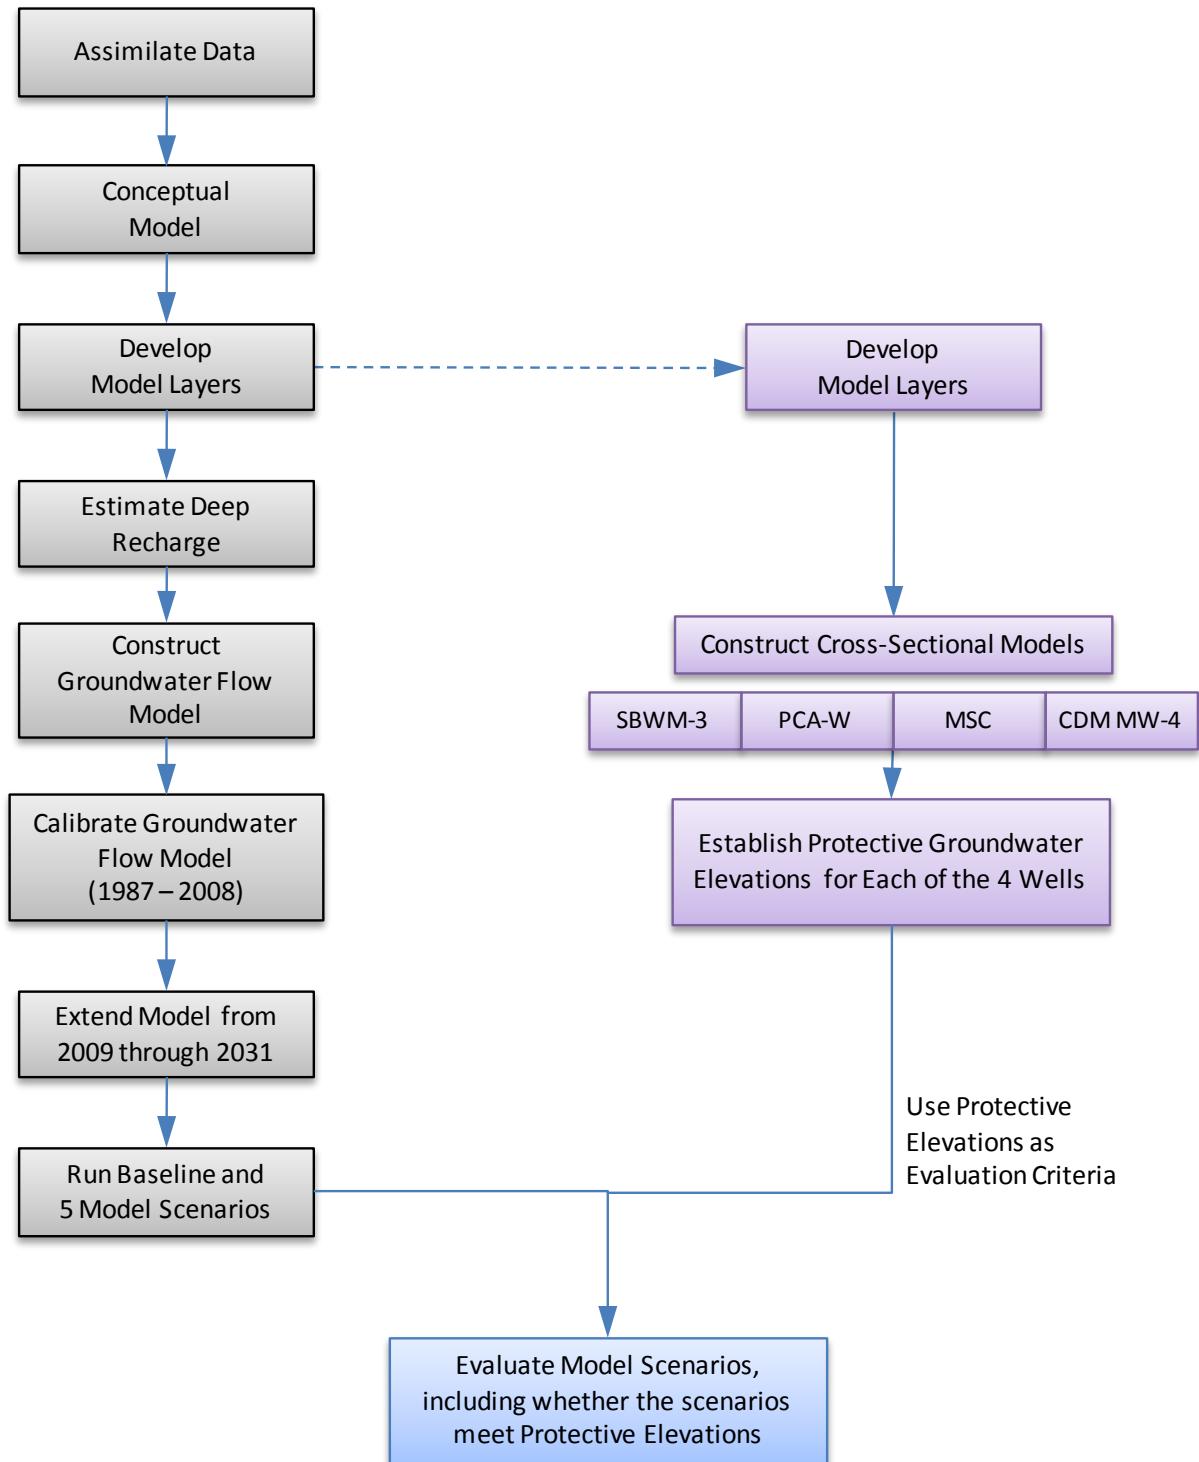 Assimilate Data
Conceptual
Model
Develop
Model Layers
Estimate Deep
Recharge
Construct
Groundwater Flow
Model
Calibrate Groundwater
Flow Model
(1987 – 2008)
Extend Model from
2009 through 2031
Run Baseline and
5 Model Scenarios
Develop
Model Layers
Construct Cross-Sectional Models
SBWM-3 PCA-W MSC CDM MW-4
Establish Protective Groundwater
Elevations for Each of the 4 Wells
Use Protective
Elevations as
Evaluation Criteria
Evaluate Model Scenarios,
including whether the scenarios
meet Protective Elevations